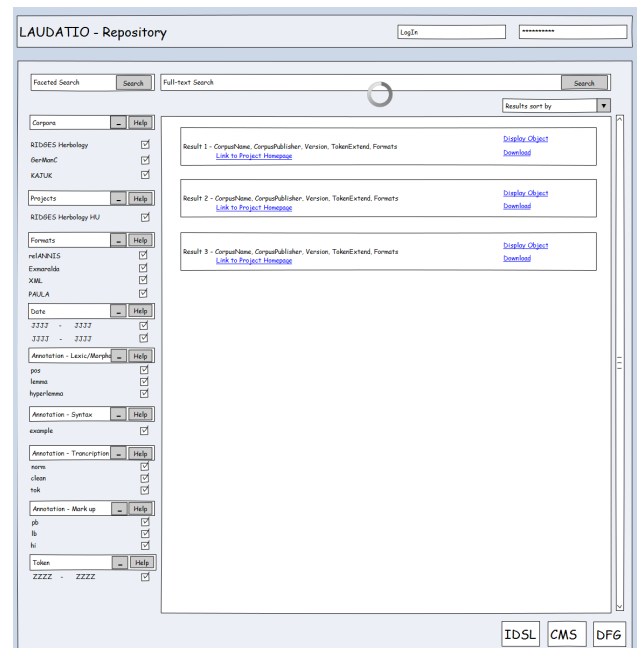 LAUDATIO - Repository
LogIn
**********
Faceted Search
Search
Full-text Search
Search
Results sort by
Corpora
Help
RIDGES Herbology
GerManC
KAJUK
Projects
Help
RIDGES Herbology HU
Formats
Help
relANNIS
Exmaralda
XML
PAULA
Date
Help
JJJJ - JJJJ
JJJJ - JJJJ
Annotation - Lexic/Morpho
Help
pos
lemma
hyperlemma
Annotation - Syntax
Help
example
Annotation - Trancription
Help
norm
clean
tok
Annotation - Mark up
Help
pb
lb
hi
Token
Help
ZZZZ - ZZZZ
Result 1 - CorpusName, CorpusPublisher, Version, TokenExtend, Formats
Link to Project Homepage
Display Object
Download
Result 2 - CorpusName, CorpusPublisher, Version, TokenExtend, Formats
Link to Project Homepage
Display Object
Download
Result 3 - CorpusName, CorpusPublisher, Version, TokenExtend, Formats
Link to Project Homepage
Display Object
Download
IDSL
CMS
DFG